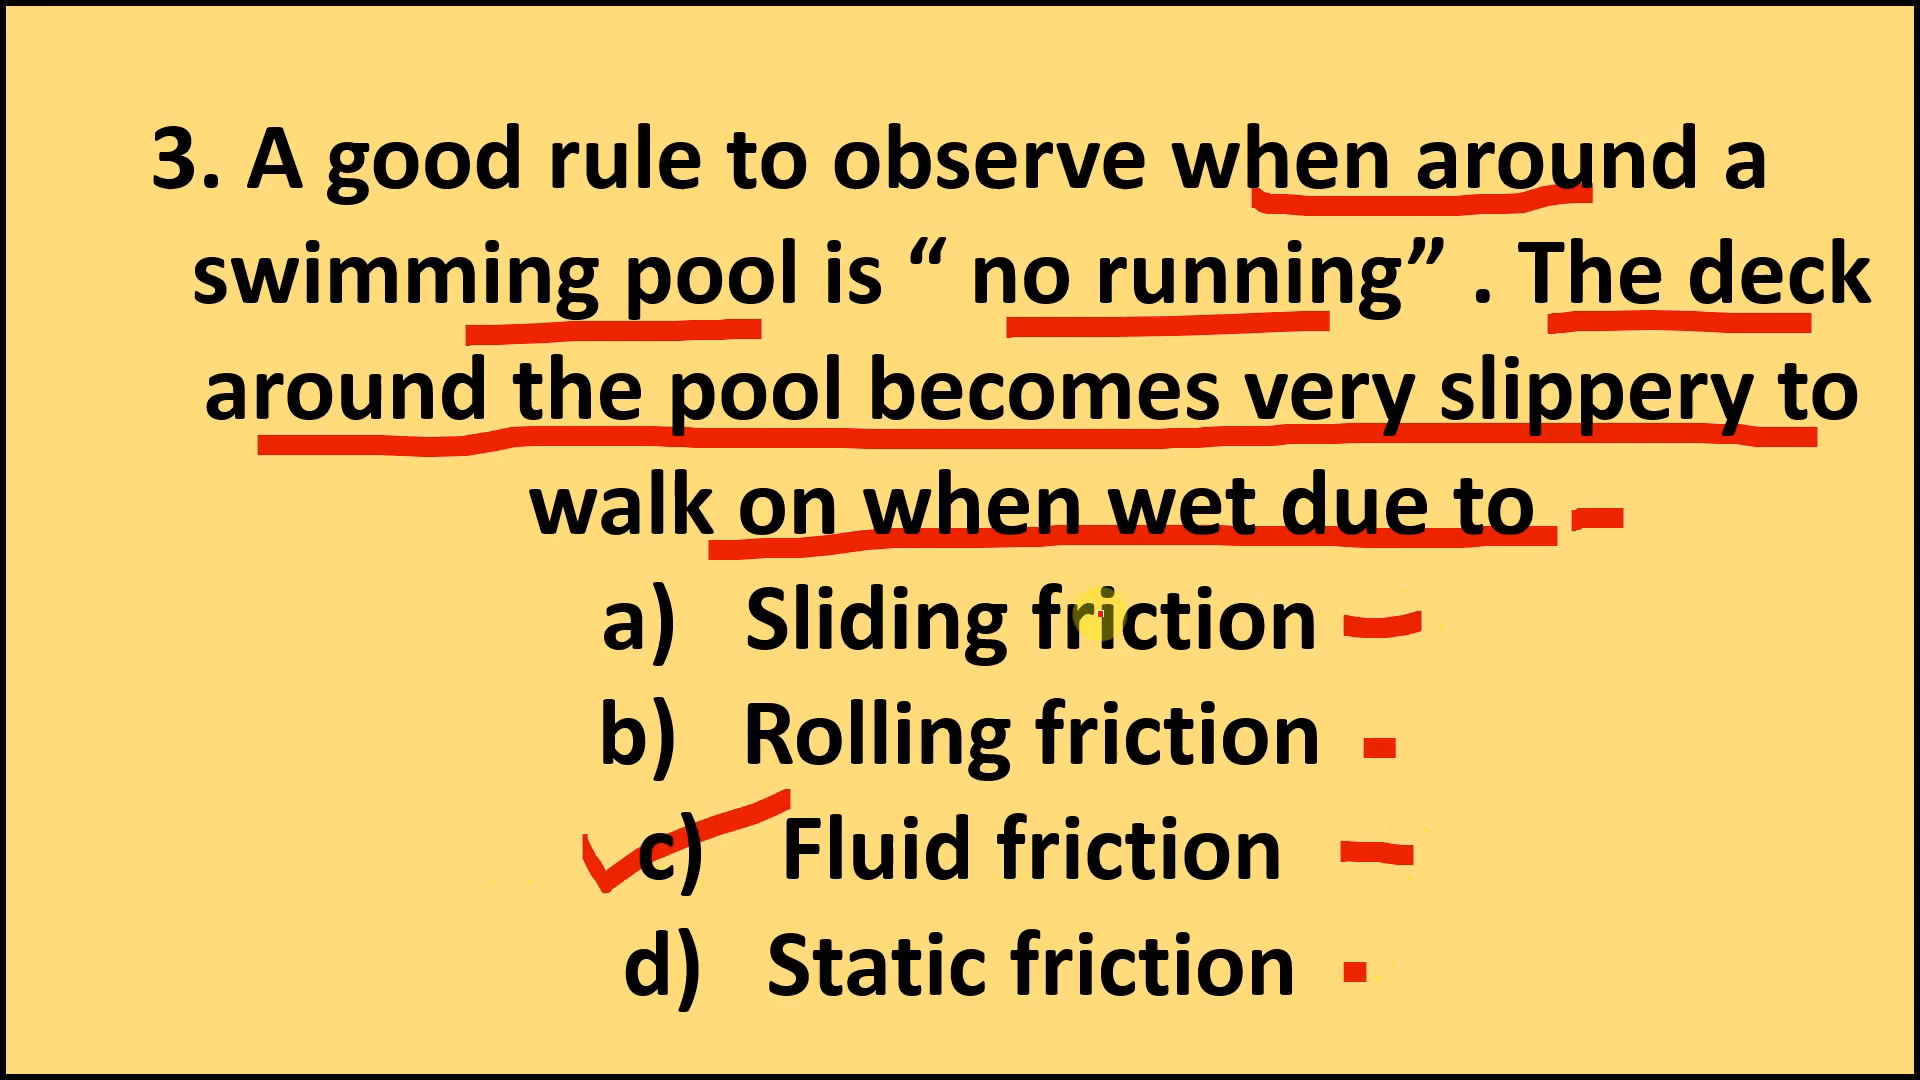 3. A good rule to observe when around a
swimming pool is “ no running” . The deck
around the pool becomes very slippery to
walk on when wet due to
a) Sliding friction
b) Rolling friction
c) Fluid friction
d) Static friction